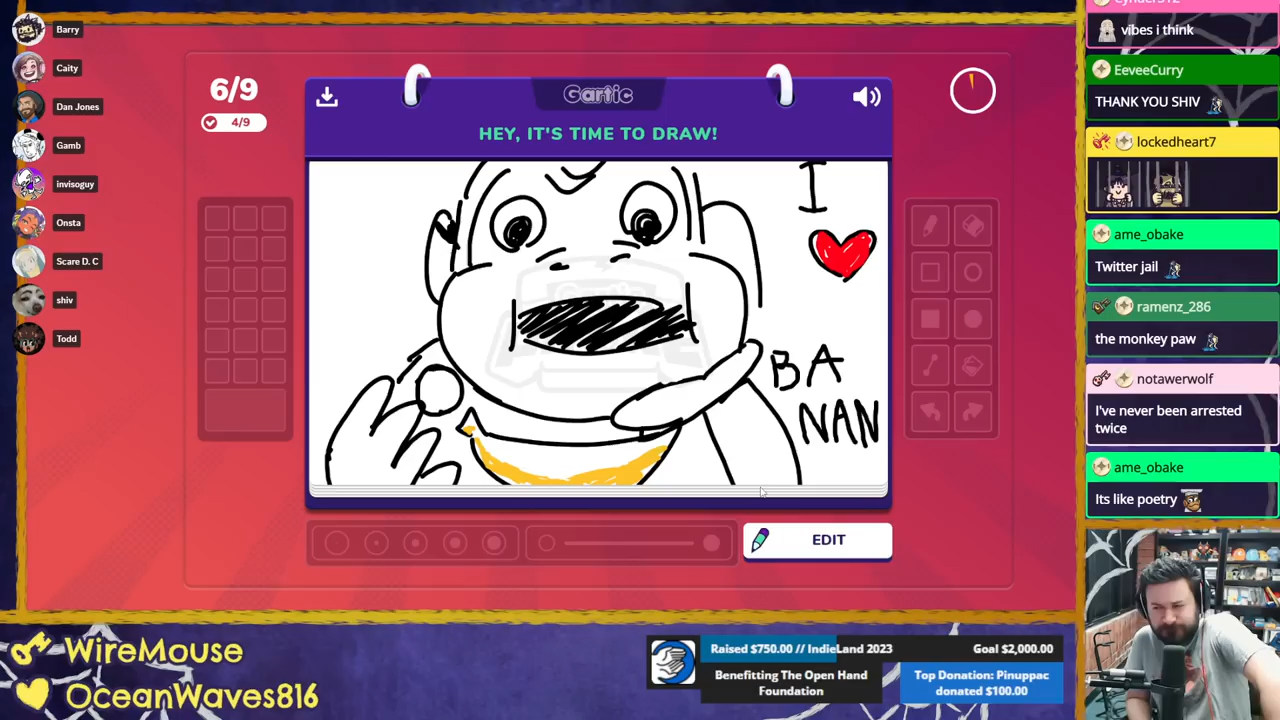 Barry
Caity
Dan Jones
Gamb
invisoguy
Onsta
Scare D. C
shiv
Todd
6/9
4/9
Gartic
HEY, IT'S TIME TO DRAW!
I
BA
NAN
Gartic
EDIT
vibes i think
EeveeCurry
THANK YOU SHIV
lockedheart7
ame_obake
Twitter jail
ramenz_286
the monkey paw
notawerwolf
I've never been arrested
twice
ame_obake
Its like poetry
WireMouse
OceanWaves816
Raised $750.00 // IndieLand 2023
Goal $2,000.00
Benefitting The Open Hand
Foundation
Top Donation: Pinuppac
donated $100.00